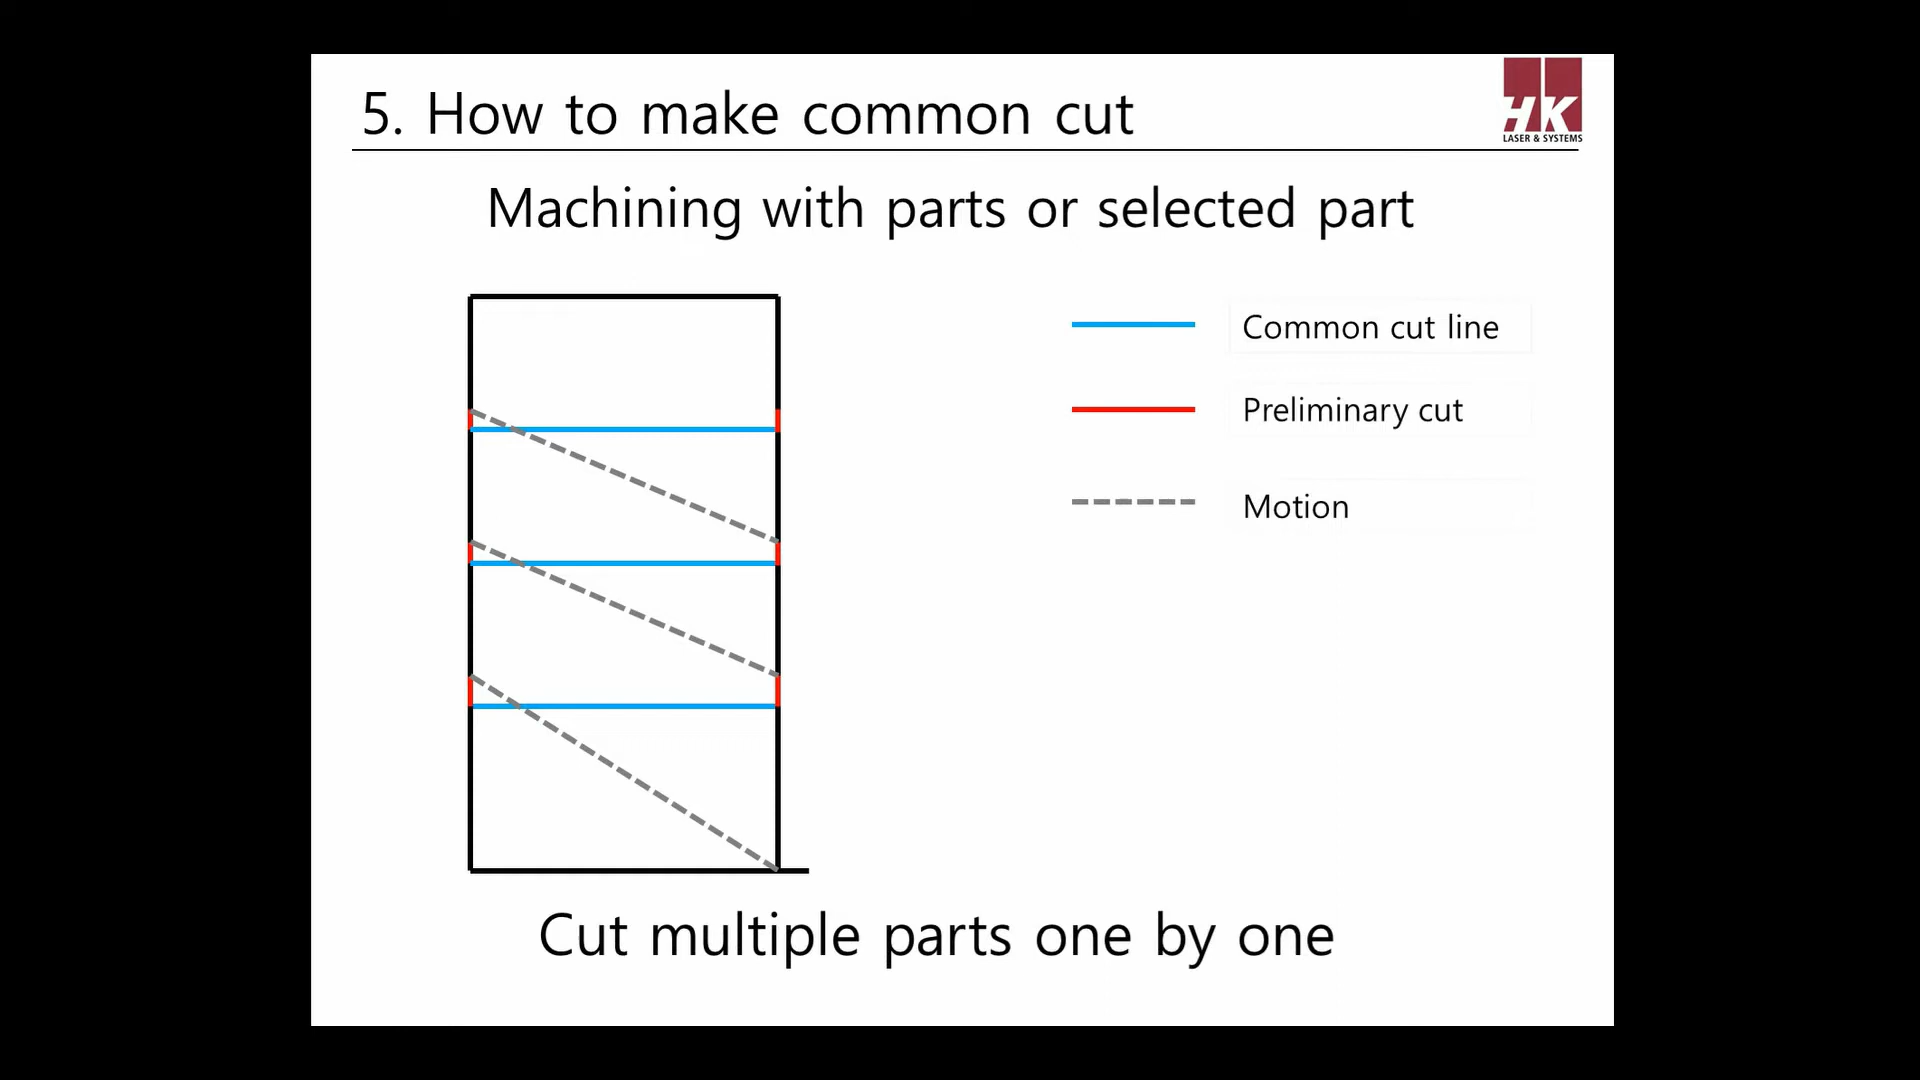 5. How to make common cut
HK
LASER & SYSTEMS
Machining with parts or selected part
Common cut line
Preliminary cut
Motion
Cut multiple parts one by one